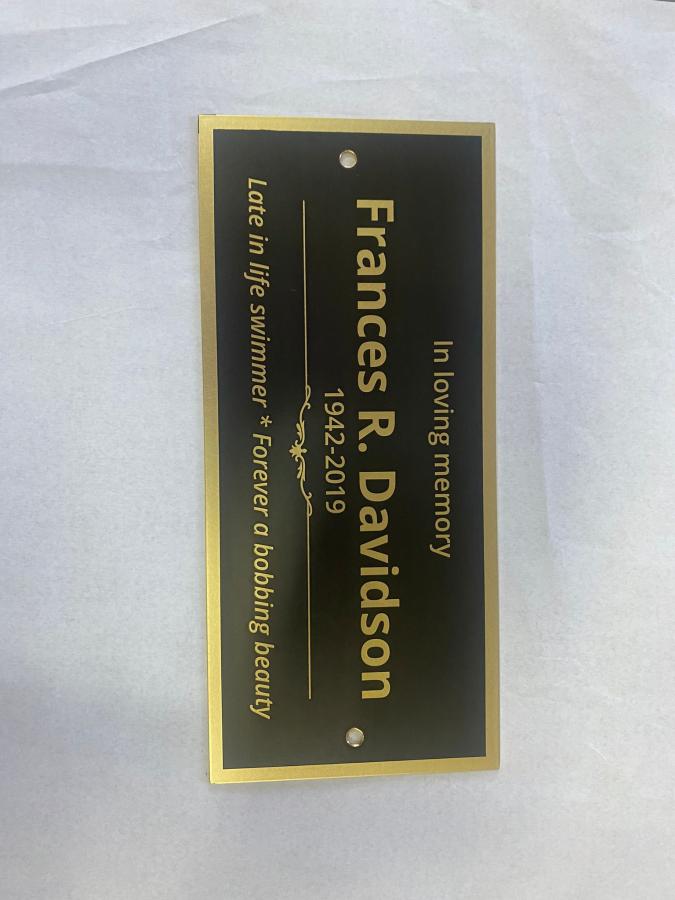 In loving memory
Frances R. Davidson
1942-2019
Late in life swimmer * Forever a bobbing beauty